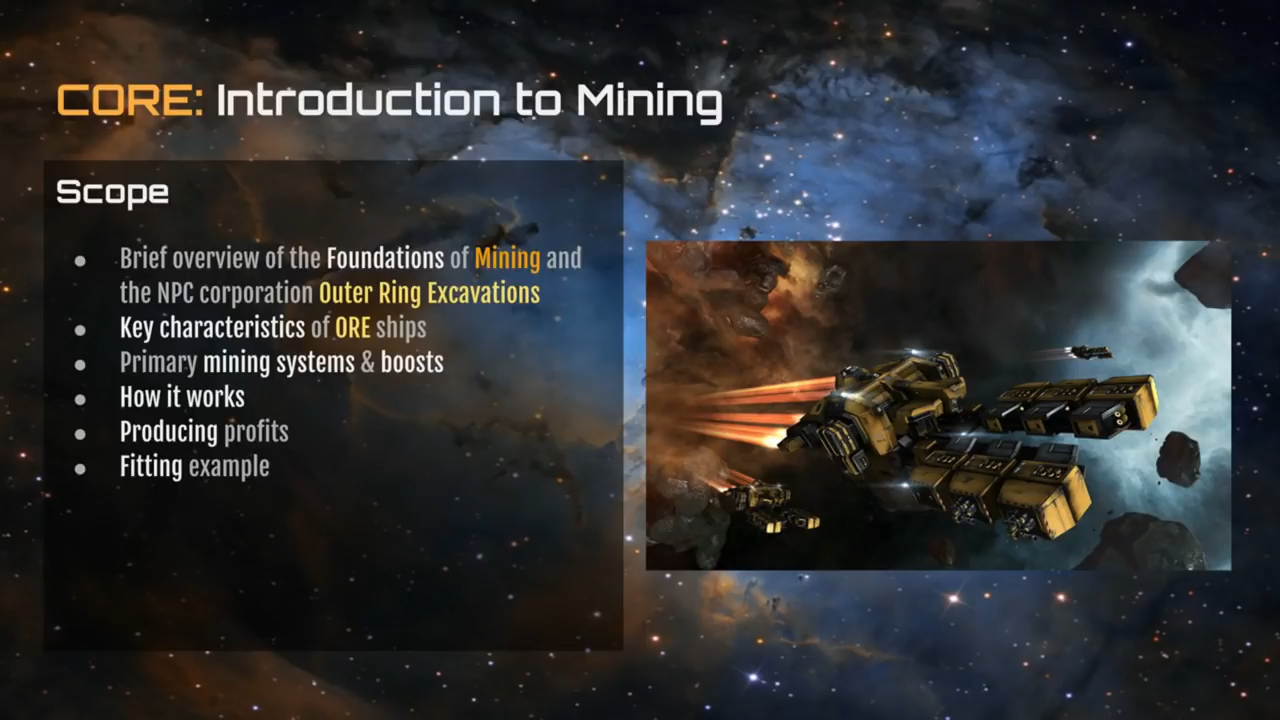 CORE: Introduction to Mining
Scope
● Brief overview of the Foundations of Mining and
the NPC corporation Outer Ring Excavations
● Key characteristics of ORE ships
● Primary mining systems & boosts
● How it works
● Producing profits
● Fitting example